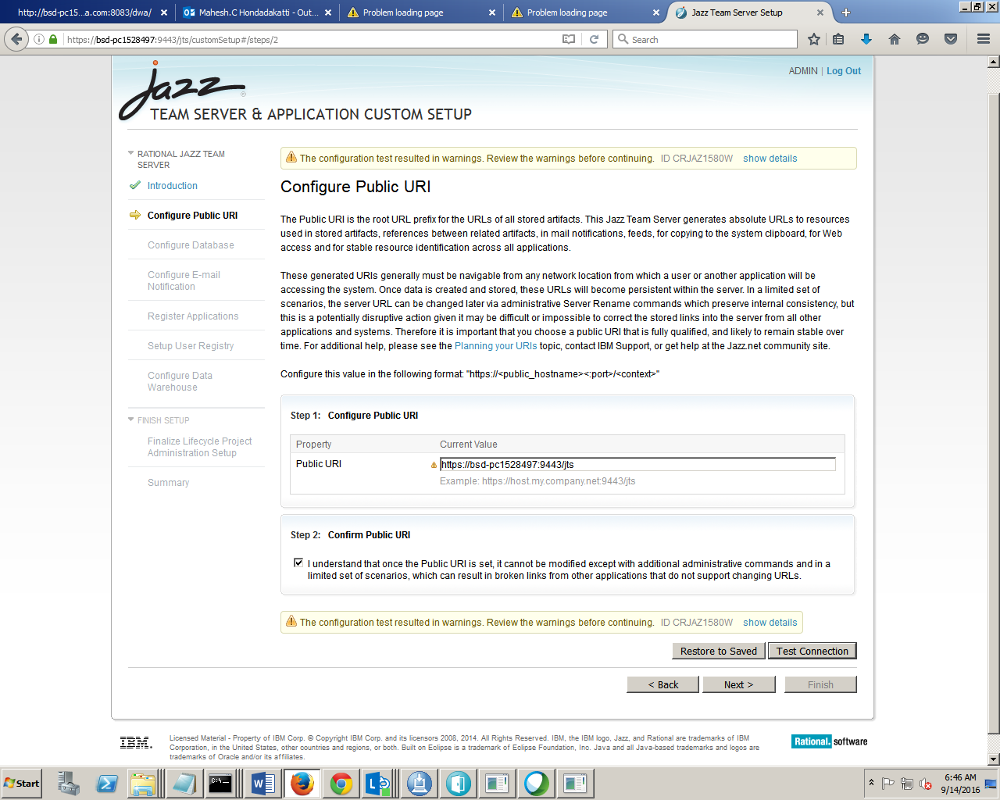 http://bsd-pc15...a.com:8083/dwa/
Mahesh.C Hondadakatti - Out...
Problem loading page
Problem loading page
Jazz Team Server Setup
https://bsd-pc1528497:9443/jts/customSetup#/steps/2
Search
ADMIN | Log Out
Jazz
TEAM SERVER & APPLICATION CUSTOM SETUP
RATIONAL JAZZ TEAM
SERVER
Introduction
Configure Public URI
Configure Database
Configure E-mail
Notification
Register Applications
Setup User Registry
Configure Data
Warehouse
FINISH SETUP
Finalize Lifecycle Project
Administration Setup
Summary
The configuration test resulted in warnings. Review the warnings before continuing. ID CRJAZ1580W show details
Configure Public URI
The Public URI is the root URL prefix for the URLs of all stored artifacts. This Jazz Team Server generates absolute URLs to resources
used in stored artifacts, references between related artifacts, in mail notifications, feeds, for copying to the system clipboard, for Web
access and for stable resource identification across all applications.
These generated URIs generally must be navigable from any network location from which a user or another application will be
accessing the system. Once data is created and stored, these URLs will become persistent within the server. In a limited set of
scenarios, the server URL can be changed later via administrative Server Rename commands which preserve internal consistency, but
this is a potentially disruptive action given it may be difficult or impossible to correct the stored links into the server from all other
applications and systems. Therefore it is important that you choose a public URI that is fully qualified, and likely to remain stable over
time. For additional help, please see the Planning your URIs topic, contact IBM Support, or get help at the Jazz.net community site.
Configure this value in the following format: "https://<public_hostname><:port>/<context>"
Step 1: Configure Public URI
Property Current Value
Public URI https://bsd-pc1528497:9443/jts
Example: https://host.my.company.net:9443/jts
Step 2: Confirm Public URI
I understand that once the Public URI is set, it cannot be modified except with additional administrative commands and in a
limited set of scenarios, which can result in broken links from other applications that do not support changing URLs.
The configuration test resulted in warnings. Review the warnings before continuing. ID CRJAZ1580W show details
Restore to Saved Test Connection
< Back Next > Finish
IBM.
Licensed Material - Property of IBM Corp. © Copyright IBM Corp. and its licensors 2008, 2014. All Rights Reserved. IBM, the IBM logo, Jazz, and Rational are trademarks of IBM
Corporation, in the United States, other countries and regions, or both. Built on Eclipse is a trademark of Eclipse Foundation, Inc. Java and all Java-based trademarks and logos are
trademarks of Oracle and/or its affiliates.
Rational. software
Start
6:46 AM
9/14/2016